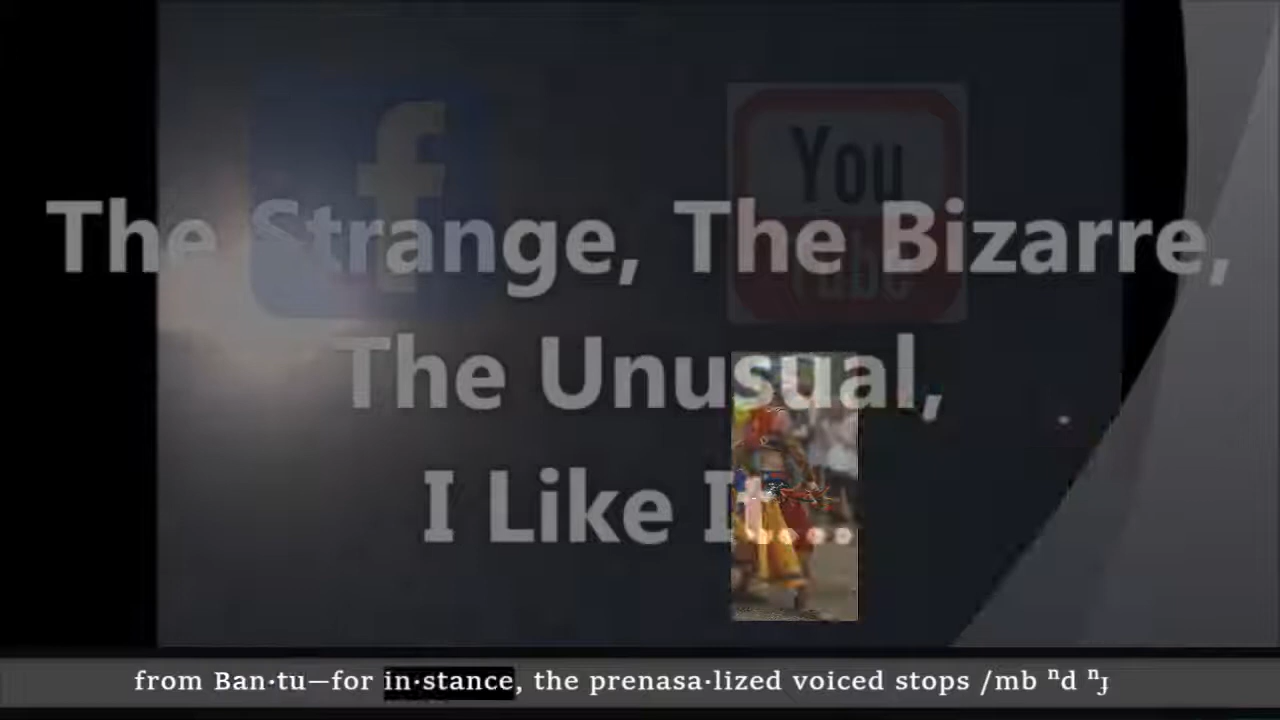 f
You
Tube
The Strange, The Bizarre,
The Unusual,
I Like It....
from Ban·tu—for in·stance, the prenasa·lized voiced stops /mb ⁿd ⁿɟ